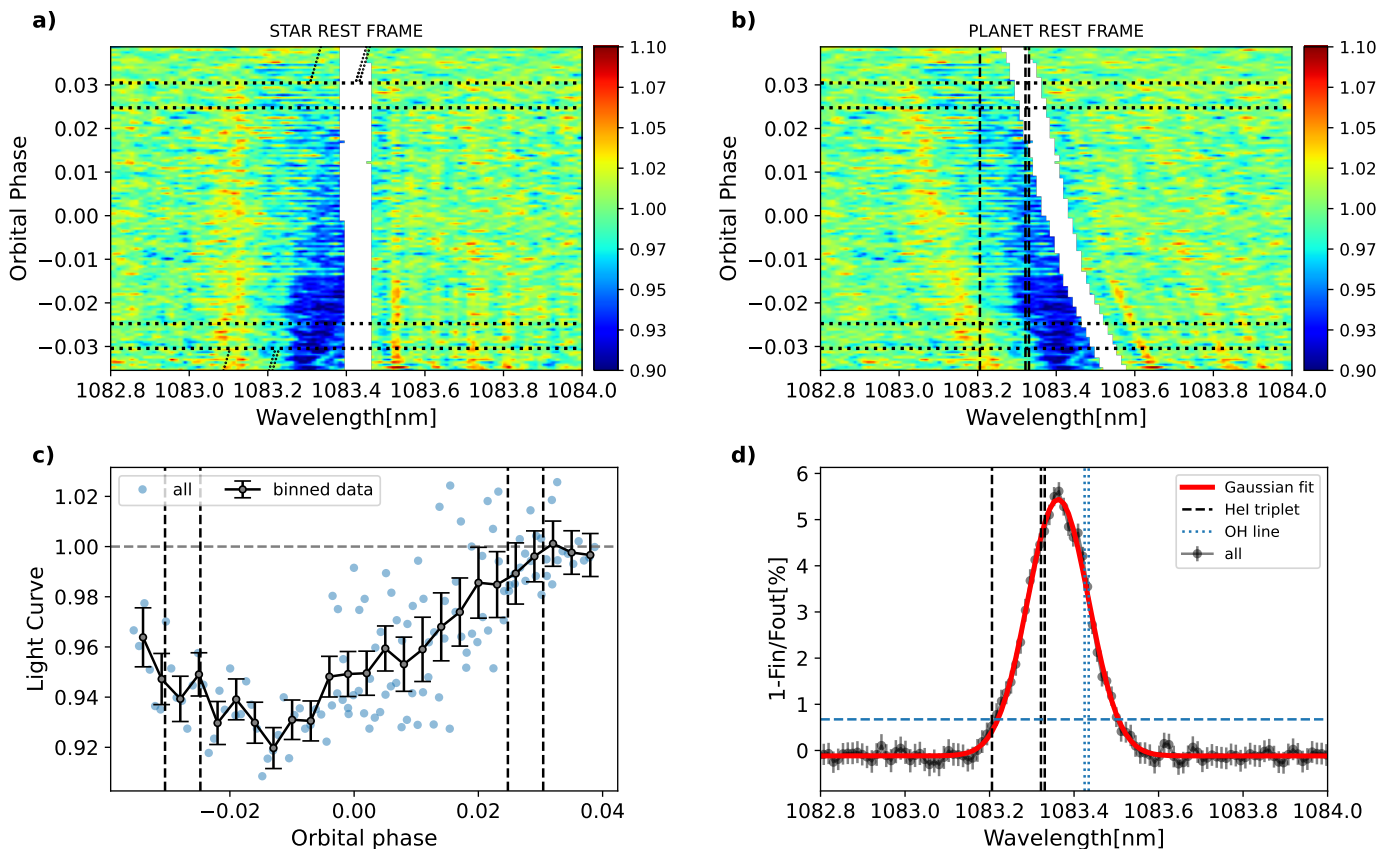 a)
STAR REST FRAME
Orbital Phase
0.03
0.02
0.01
0.00
−0.01
−0.02
−0.03
1082.8 1083.0 1083.2 1083.4 1083.6 1083.8 1084.0
Wavelength[nm]
1.10
1.07
1.05
1.02
1.00
0.97
0.95
0.93
0.90
b)
PLANET REST FRAME
Orbital Phase
0.03
0.02
0.01
0.00
−0.01
−0.02
−0.03
1082.8 1083.0 1083.2 1083.4 1083.6 1083.8 1084.0
Wavelength[nm]
1.10
1.07
1.05
1.02
1.00
0.97
0.95
0.93
0.90
c)
all
binned data
Light Curve
1.02
1.00
0.98
0.96
0.94
0.92
−0.02 0.00 0.02 0.04
Orbital phase
d)
1-Fin/Fout[%]
6
5
4
3
2
1
0
Gaussian fit
HeI triplet
OH line
all
1082.8 1083.0 1083.2 1083.4 1083.6 1083.8 1084.0
Wavelength[nm]